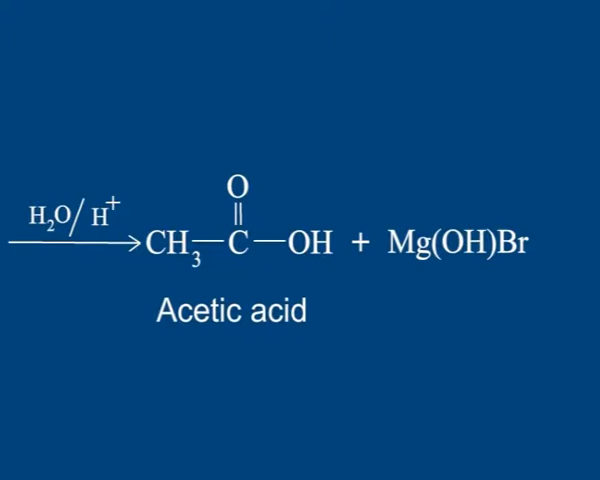 O
||
H₂O/ H⁺
CH₃—C—OH + Mg(OH)Br
Acetic acid